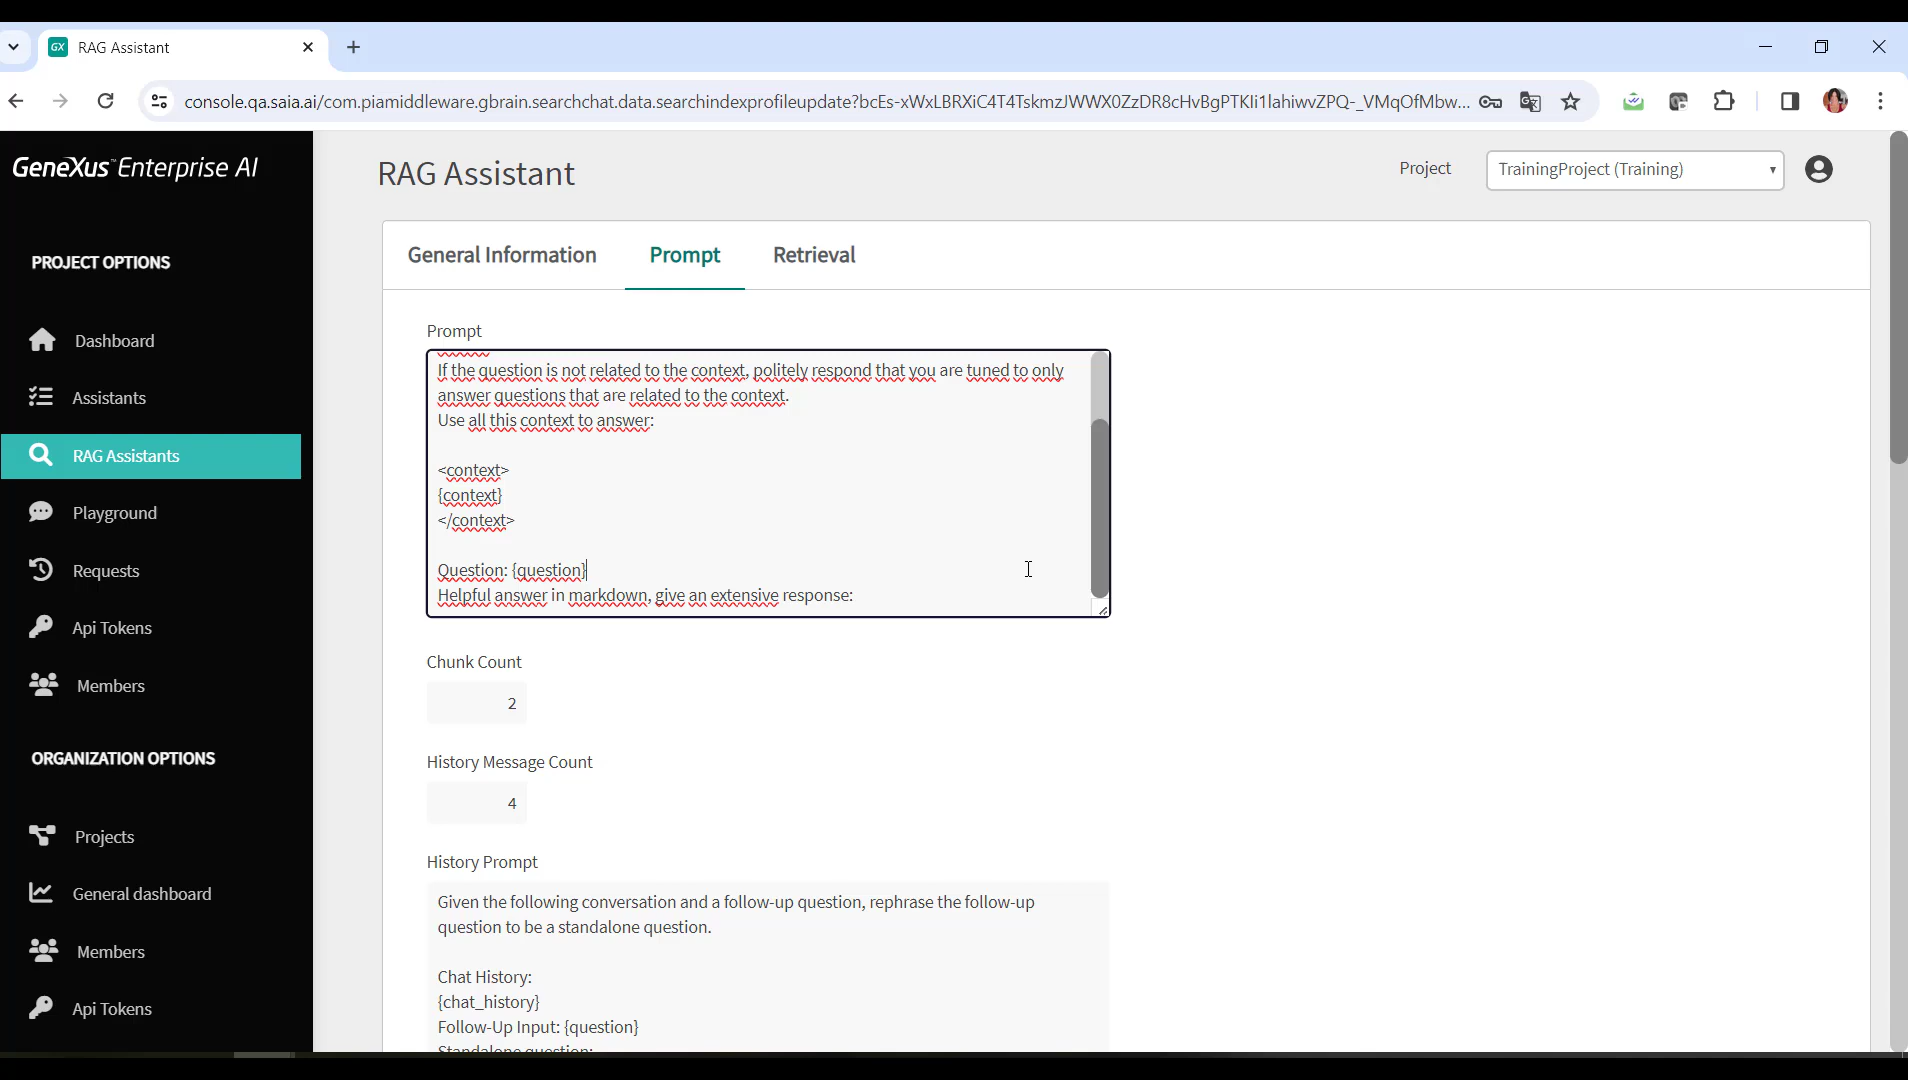 RAG Assistant
console.qa.saia.ai/com.piamiddleware.gbrain.searchchat.data.searchindexprofileupdate?bcEs-xWxLBRXiC4T4TskmzJWWX0ZzDR8cHvBgPTKIi1lahiwvZPQ-_VMqOfMbw...
GeneXus™ Enterprise AI
RAG Assistant
Project
TrainingProject (Training)
PROJECT OPTIONS
Dashboard
Assistants
RAG Assistants
Playground
Requests
Api Tokens
Members
ORGANIZATION OPTIONS
Projects
General dashboard
Members
Api Tokens
General Information
Prompt
Retrieval
Prompt
If the question is not related to the context, politely respond that you are tuned to only
answer questions that are related to the context.
Use all this context to answer:
<context>
{context}
</context>
Question: {question}
Helpful answer in markdown, give an extensive response:
Chunk Count
2
History Message Count
4
History Prompt
Given the following conversation and a follow-up question, rephrase the follow-up
question to be a standalone question.
Chat History:
{chat_history}
Follow-Up Input: {question}
Standalone question: